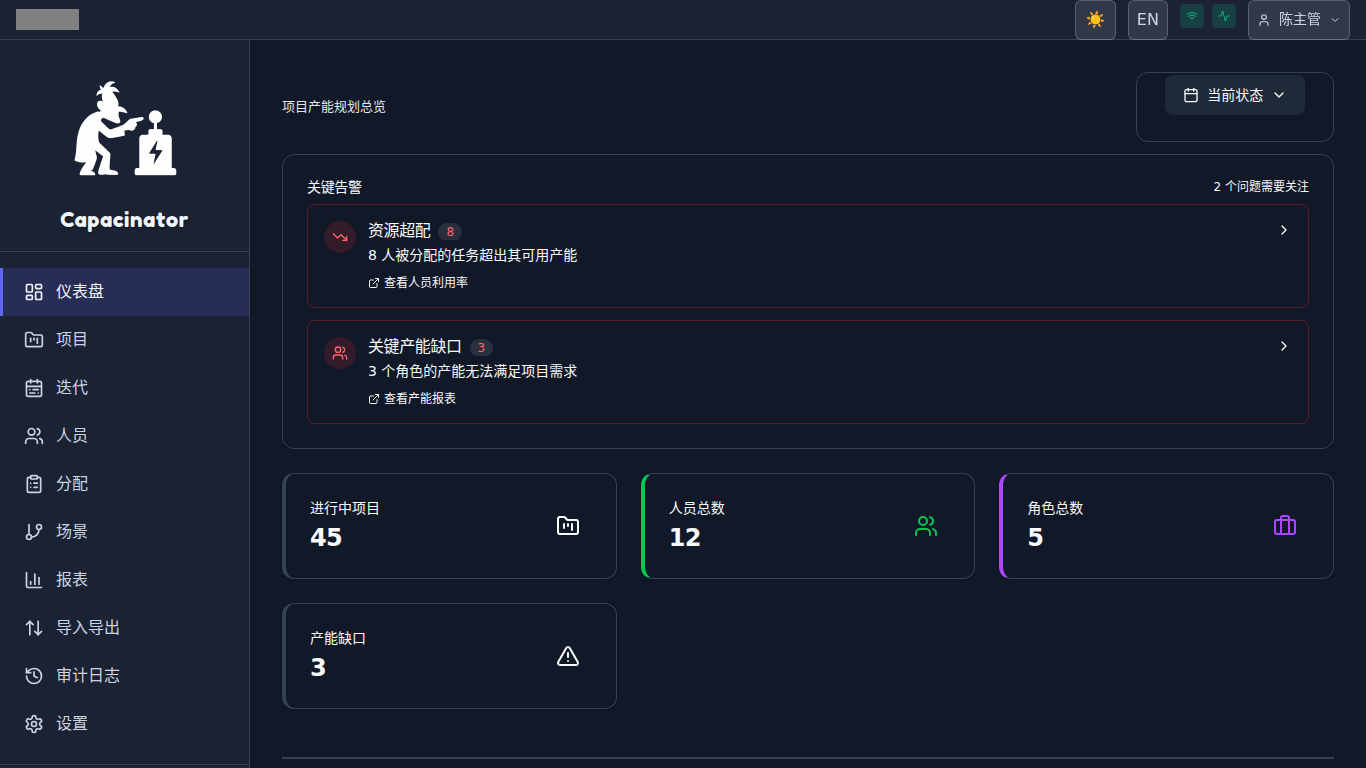 EN
陈主管
Capacinator
仪表盘
项目
迭代
人员
分配
场景
报表
导入导出
审计日志
设置
项目产能规划总览
当前状态
关键告警
2 个问题需要关注
资源超配 8
8 人被分配的任务超出其可用产能
查看人员利用率
关键产能缺口 3
3 个角色的产能无法满足项目需求
查看产能报表
进行中项目
45
人员总数
12
角色总数
5
产能缺口
3